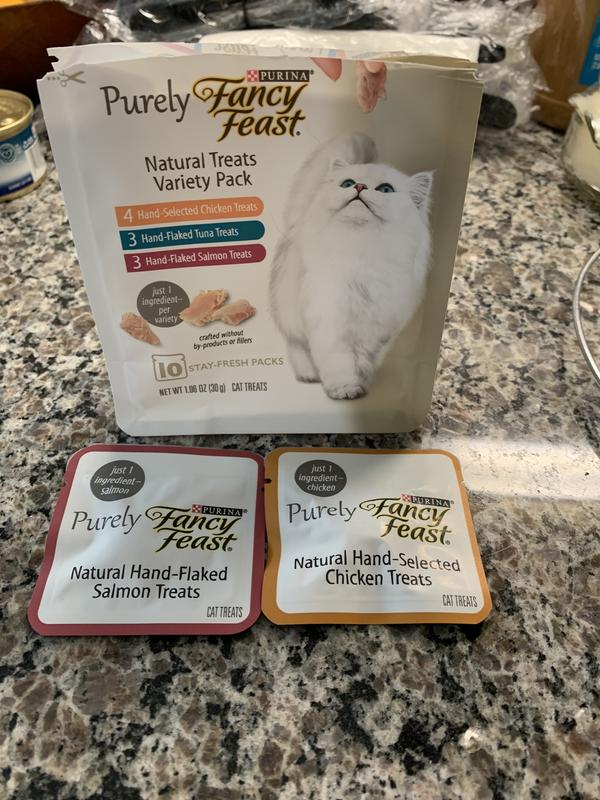 PURINA®
Purely Fancy Feast®
Natural Treats
Variety Pack
4 Hand-Selected Chicken Treats
3 Hand-Flaked Tuna Treats
3 Hand-Flaked Salmon Treats
just 1
ingredient–
per
variety
crafted without
by-products or fillers
10 STAY-FRESH PACKS
NET WT 1.06 OZ (30g) CAT TREATS
just 1
ingredient–
salmon
PURINA®
Purely Fancy Feast®
Natural Hand-Flaked
Salmon Treats
CAT TREATS
just 1
ingredient–
chicken
PURINA®
Purely Fancy Feast®
Natural Hand-Selected
Chicken Treats
CAT TREATS